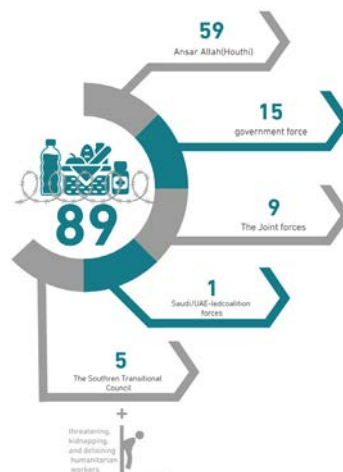 59
Ansar Allah(Houthi)
15
government force
89
9
The Joint forces
1
Saudi/UAE-ledcoalition
forces
5
The Southren Transitional
Council
+
threatening,
kidnapping,
and detaining
humanitarian
workers